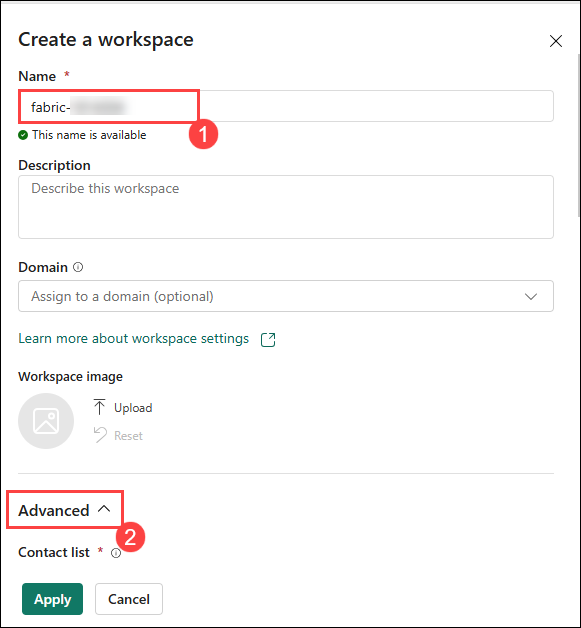 Create a workspace
Name *
fabric-
1
This name is available
Description
Describe this workspace
Domain
Assign to a domain (optional)
Learn more about workspace settings
Workspace image
Upload
Reset
Advanced
2
Contact list *
Apply
Cancel